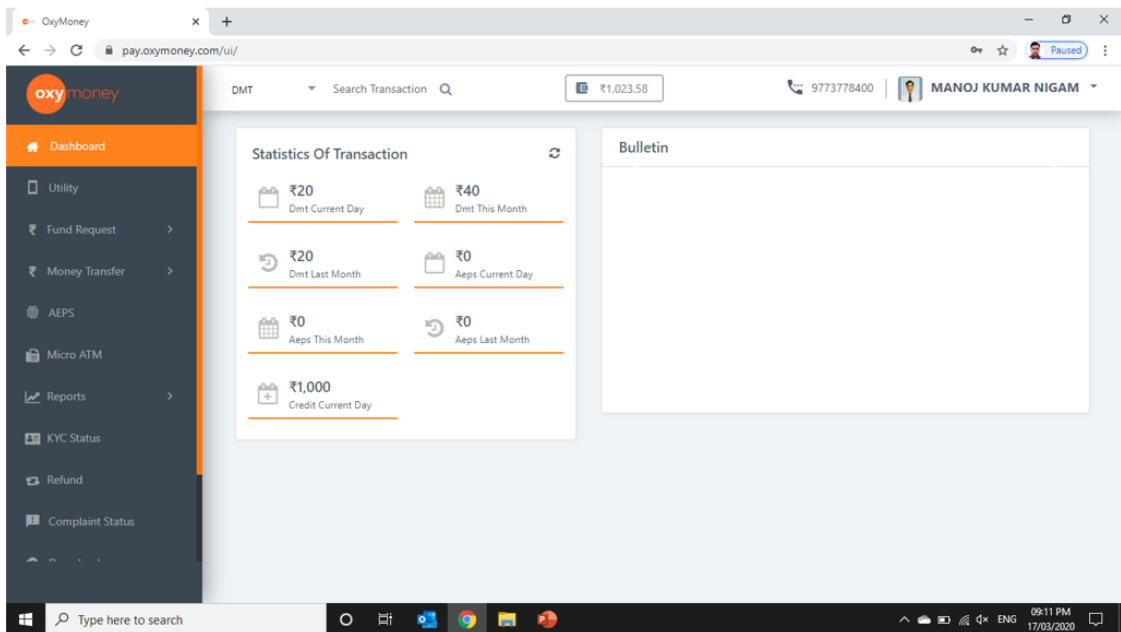 OxyMoney
pay.oxymoney.com/ui/
Paused
oxymoney
DMT
Search Transaction
₹1,023.58
9773778400
MANOJ KUMAR NIGAM
Dashboard
Utility
Fund Request
Money Transfer
AEPS
Micro ATM
Reports
KYC Status
Refund
Complaint Status
Statistics Of Transaction
₹20
Dmt Current Day
₹40
Dmt This Month
₹20
Dmt Last Month
₹0
Aeps Current Day
₹0
Aeps This Month
₹0
Aeps Last Month
₹1,000
Credit Current Day
Bulletin
Type here to search
ENG
09:11 PM
17/03/2020